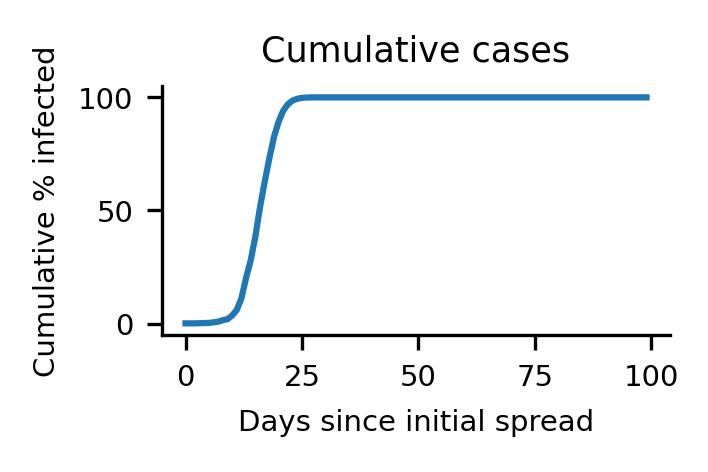 Cumulative cases
Cumulative % infected
100
50
0
0 25 50 75 100
Days since initial spread